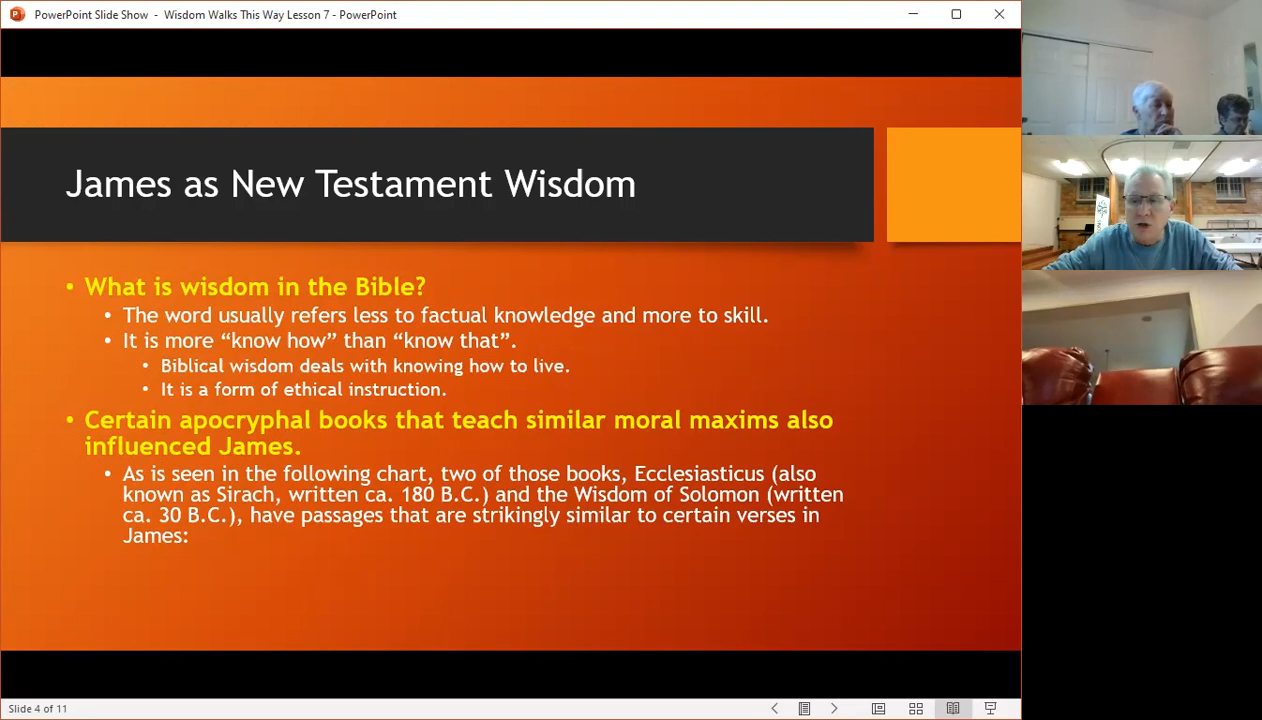 PowerPoint Slide Show - Wisdom Walks This Way Lesson 7 - PowerPoint
James as New Testament Wisdom
• What is wisdom in the Bible?
• The word usually refers less to factual knowledge and more to skill.
• It is more “know how” than “know that”.
• Biblical wisdom deals with knowing how to live.
• It is a form of ethical instruction.
• Certain apocryphal books that teach similar moral maxims also
influenced James.
• As is seen in the following chart, two of those books, Ecclesiasticus (also
known as Sirach, written ca. 180 B.C.) and the Wisdom of Solomon (written
ca. 30 B.C.), have passages that are strikingly similar to certain verses in
James:
Slide 4 of 11